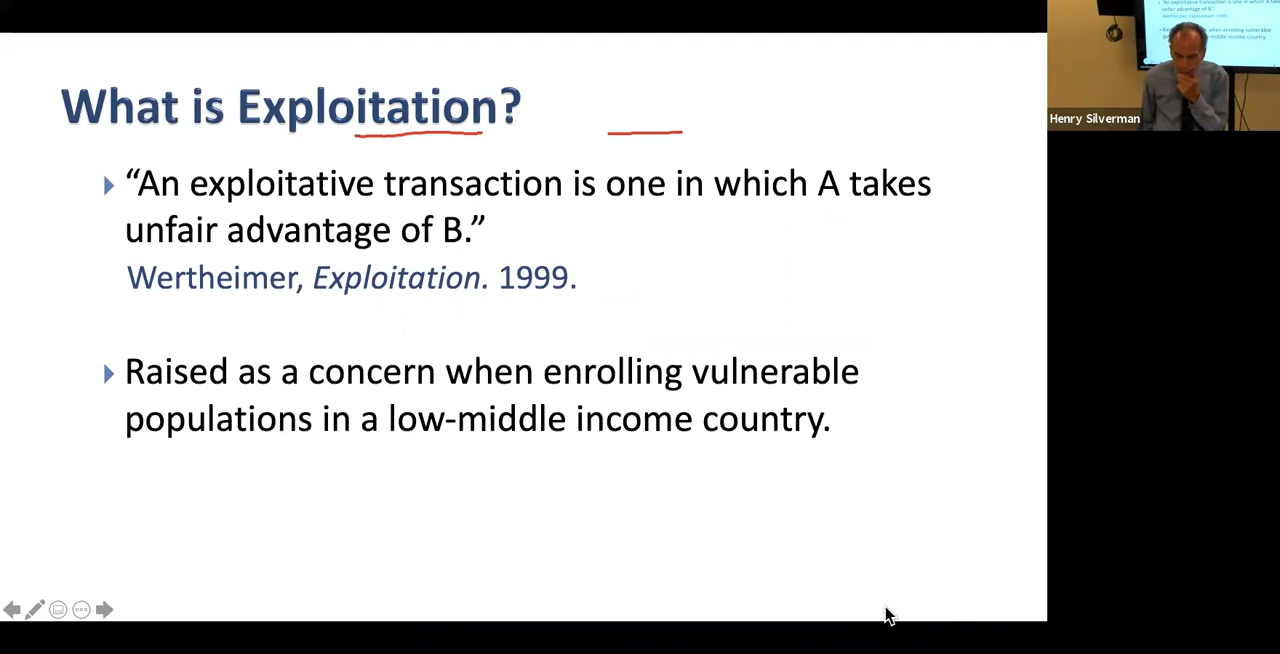 What is Exploitation?
“An exploitative transaction is one in which A takes
unfair advantage of B.”
Wertheimer, Exploitation. 1999.
Raised as a concern when enrolling vulnerable
populations in a low-middle income country.
Henry Silverman